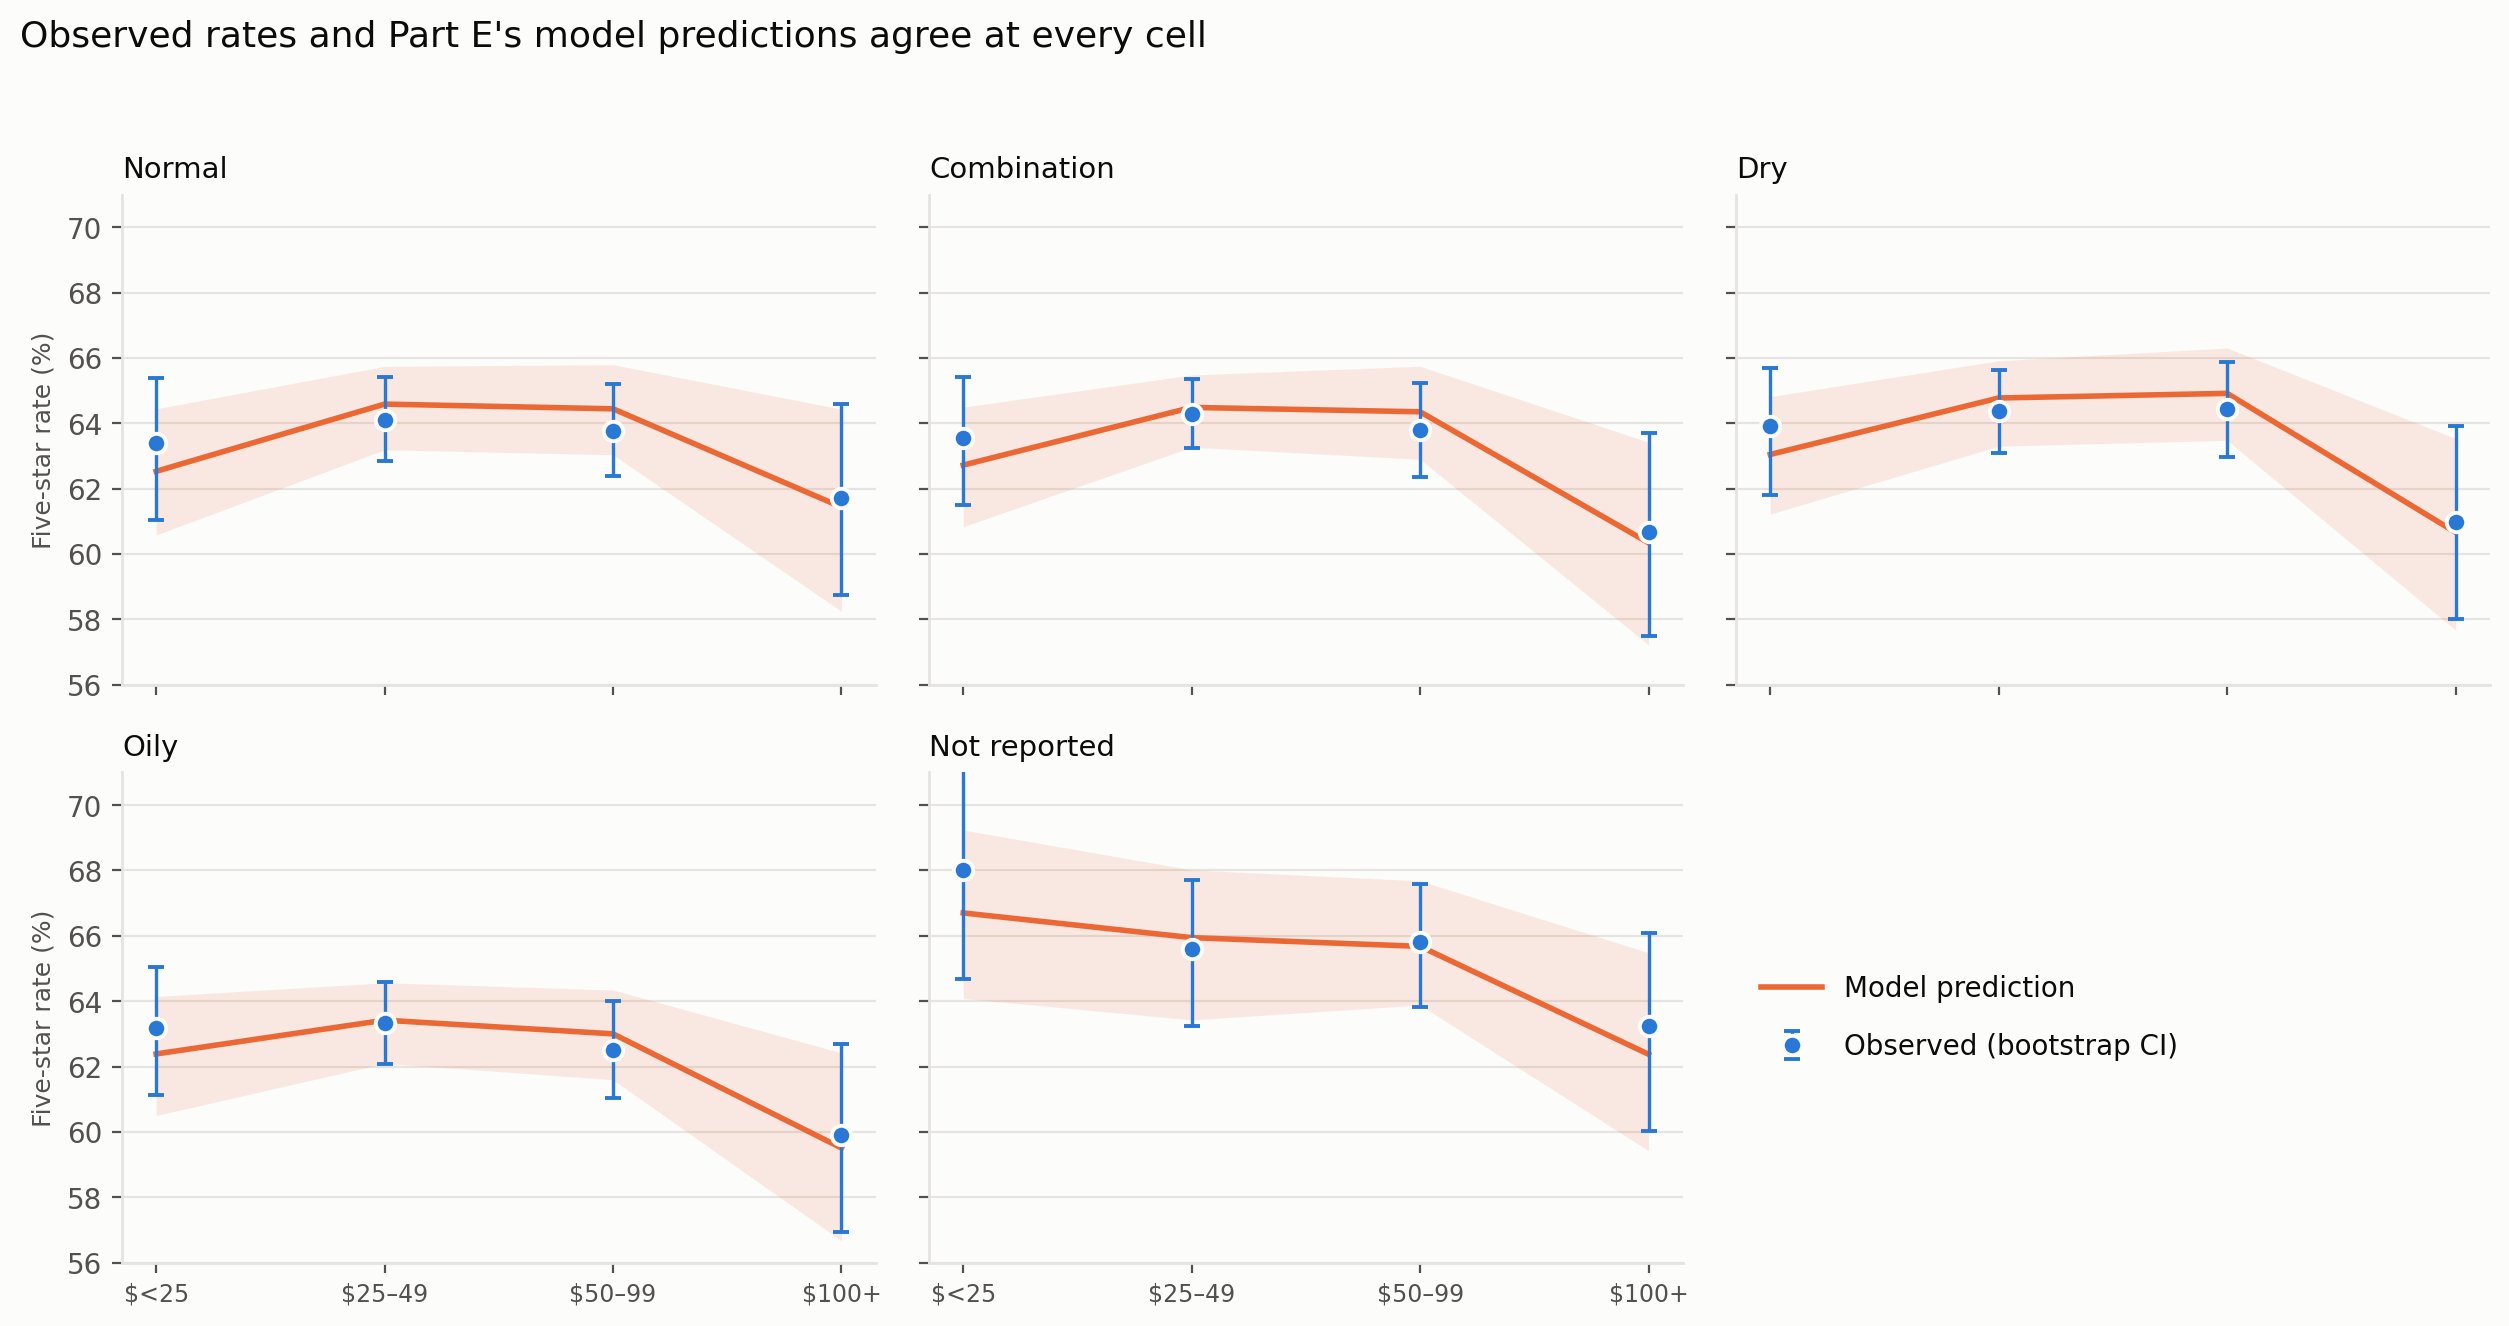 Observed rates and Part E's model predictions agree at every cell
Normal
Combination
Dry
Five-star rate (%)
70
68
66
64
62
60
58
56
Oily
Not reported
Five-star rate (%)
70
68
66
64
62
60
58
56
$<25
$25–49
$50–99
$100+
$<25
$25–49
$50–99
$100+
Model prediction
Observed (bootstrap CI)